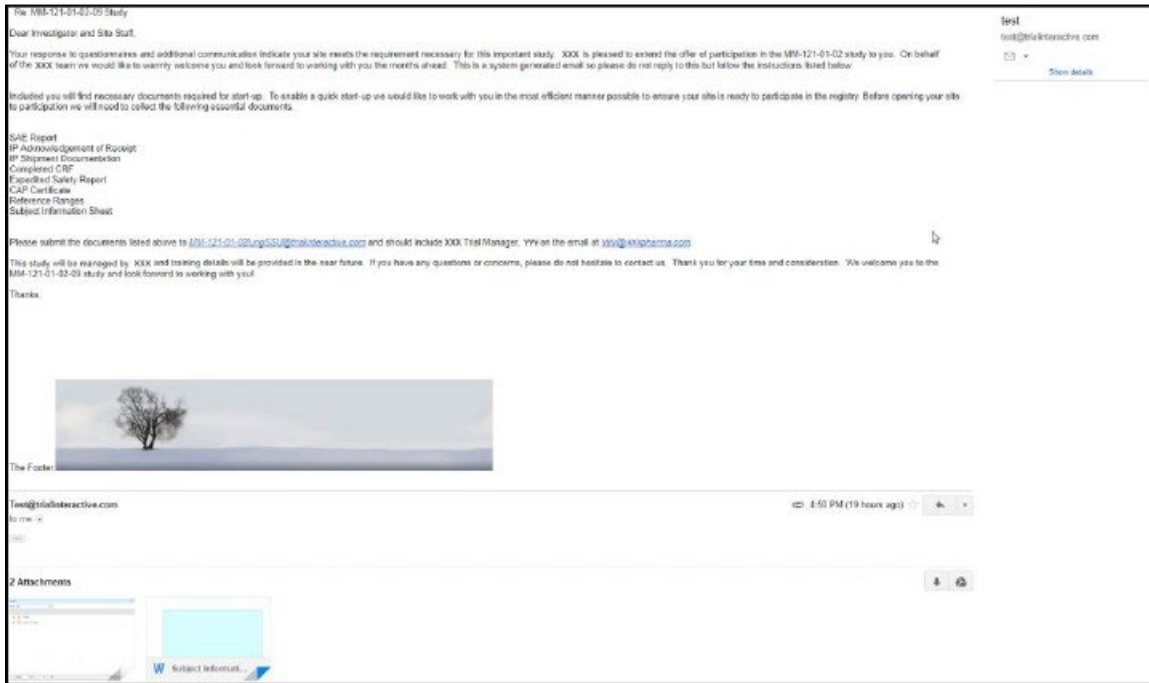 Re: MM-121-01-02-09 Study
Dear Investigator and Site Staff,
Your response to questionnaires and additional communication indicate your site meets the requirement necessary for this important study. XXX is pleased to extend the offer of participation in the MM-121-01-02 study to you. On behalf
of the XXX team we would like to warmly welcome you and look forward to working with you the months ahead. This is a system generated email so please do not reply to this but follow the instructions listed below.
Included you will find necessary documents required for start-up. To enable a quick start-up we would like to work with you in the most efficient manner possible to ensure your site is ready to participate in the registry. Before opening your site
to participation we will need to collect the following essential documents.
SAE Report
IP Acknowledgement of Receipt
IP Shipment Documentation
Completed CRF
Expedited Safety Report
CAP Certificate
Reference Ranges
Subject Information Sheet
Please submit the documents listed above to MM-121-01-02lungSSU@trialinteractive.com and should include XXX Trial Manager, YYY on the email at
This study will be managed by XXX and training details will be provided in the near future. If you have any questions or concerns, please do not hesitate to contact us. Thank you for your time and consideration. We welcome you to the
MM-121-01-02-09 study and look forward to working with you!
Thanks
The Footer
Test@trialinteractive.com
4:50 PM (19 hours ago)
to me
2 Attachments
W Subject Informati...
test
test@trialinteractive.com
Show details